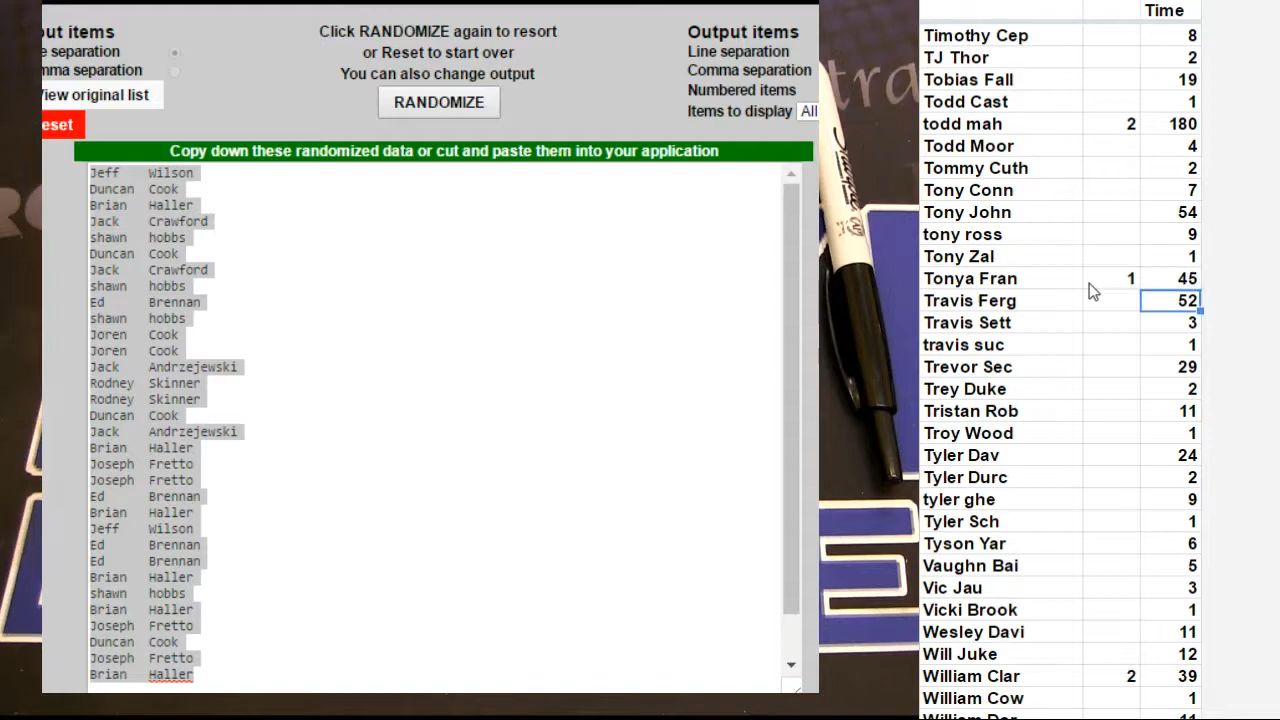 ut items
e separation
mma separation
View original list
eset
Click RANDOMIZE again to resort
or Reset to start over
You can also change output
RANDOMIZE
Output items
Line separation
Comma separation
Numbered items
Items to display All
Copy down these randomized data or cut and paste them into your application
Jeff Wilson
Duncan Cook
Brian Haller
Jack Crawford
shawn hobbs
Duncan Cook
Jack Crawford
shawn hobbs
Ed Brennan
shawn hobbs
Joren Cook
Joren Cook
Jack Andrzejewski
Rodney Skinner
Rodney Skinner
Duncan Cook
Jack Andrzejewski
Brian Haller
Joseph Fretto
Joseph Fretto
Ed Brennan
Brian Haller
Jeff Wilson
Ed Brennan
Ed Brennan
Brian Haller
shawn hobbs
Brian Haller
Joseph Fretto
Duncan Cook
Joseph Fretto
Brian Haller
Time
Timothy Cep 8
TJ Thor 2
Tobias Fall 19
Todd Cast 1
todd mah 2 180
Todd Moor 4
Tommy Cuth 2
Tony Conn 7
Tony John 54
tony ross 9
Tony Zal 1
Tonya Fran 1 45
Travis Ferg 52
Travis Sett 3
travis suc 1
Trevor Sec 29
Trey Duke 2
Tristan Rob 11
Troy Wood 1
Tyler Dav 24
Tyler Durc 2
tyler ghe 9
Tyler Sch 1
Tyson Yar 6
Vaughn Bai 5
Vic Jau 3
Vicki Brook 1
Wesley Davi 11
Will Juke 12
William Clar 2 39
William Cow 1